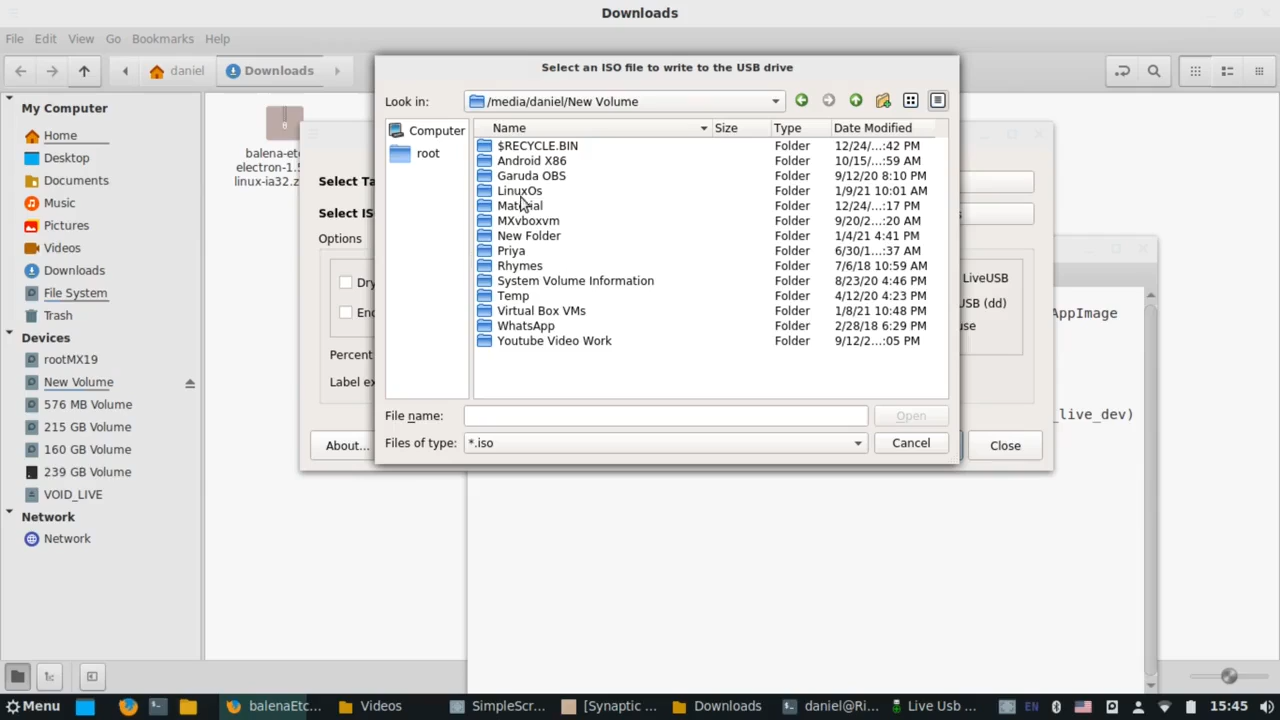 Downloads
File Edit View Go Bookmarks Help
daniel Downloads
My Computer
Home
Desktop
Documents
Music
Pictures
Videos
Downloads
File System
Trash
Devices
rootMX19
New Volume
576 MB Volume
215 GB Volume
160 GB Volume
239 GB Volume
VOID_LIVE
Network
Network
balena-etc
electron-1.5
linux-ia32.z
Select Ta
Select IS
Options
Dry
Enc
Percent
Label ex
About...
Select an ISO file to write to the USB drive
Look in: /media/daniel/New Volume
Computer
root
Name Size Type Date Modified
$RECYCLE.BIN Folder 12/24/...:42 PM
Android X86 Folder 10/15/...:59 AM
Garuda OBS Folder 9/12/20 8:10 PM
LinuxOs Folder 1/9/21 10:01 AM
Material Folder 12/24/...:17 PM
MXvboxvm Folder 9/20/2...:20 AM
New Folder Folder 1/4/21 4:41 PM
Priya Folder 6/30/1...:37 AM
Rhymes Folder 7/6/18 10:59 AM
System Volume Information Folder 8/23/20 4:46 PM
Temp Folder 4/12/20 4:23 PM
Virtual Box VMs Folder 1/8/21 10:48 PM
WhatsApp Folder 2/28/18 6:29 PM
Youtube Video Work Folder 9/12/2...:05 PM
File name: Open
Files of type: *.iso Cancel
LiveUSB
USB (dd)
use
Close
AppImage
_live_dev)
Menu balenaEtc... Videos SimpleScr... [Synaptic ... Downloads daniel@Ri... Live Usb ... EN 15:45